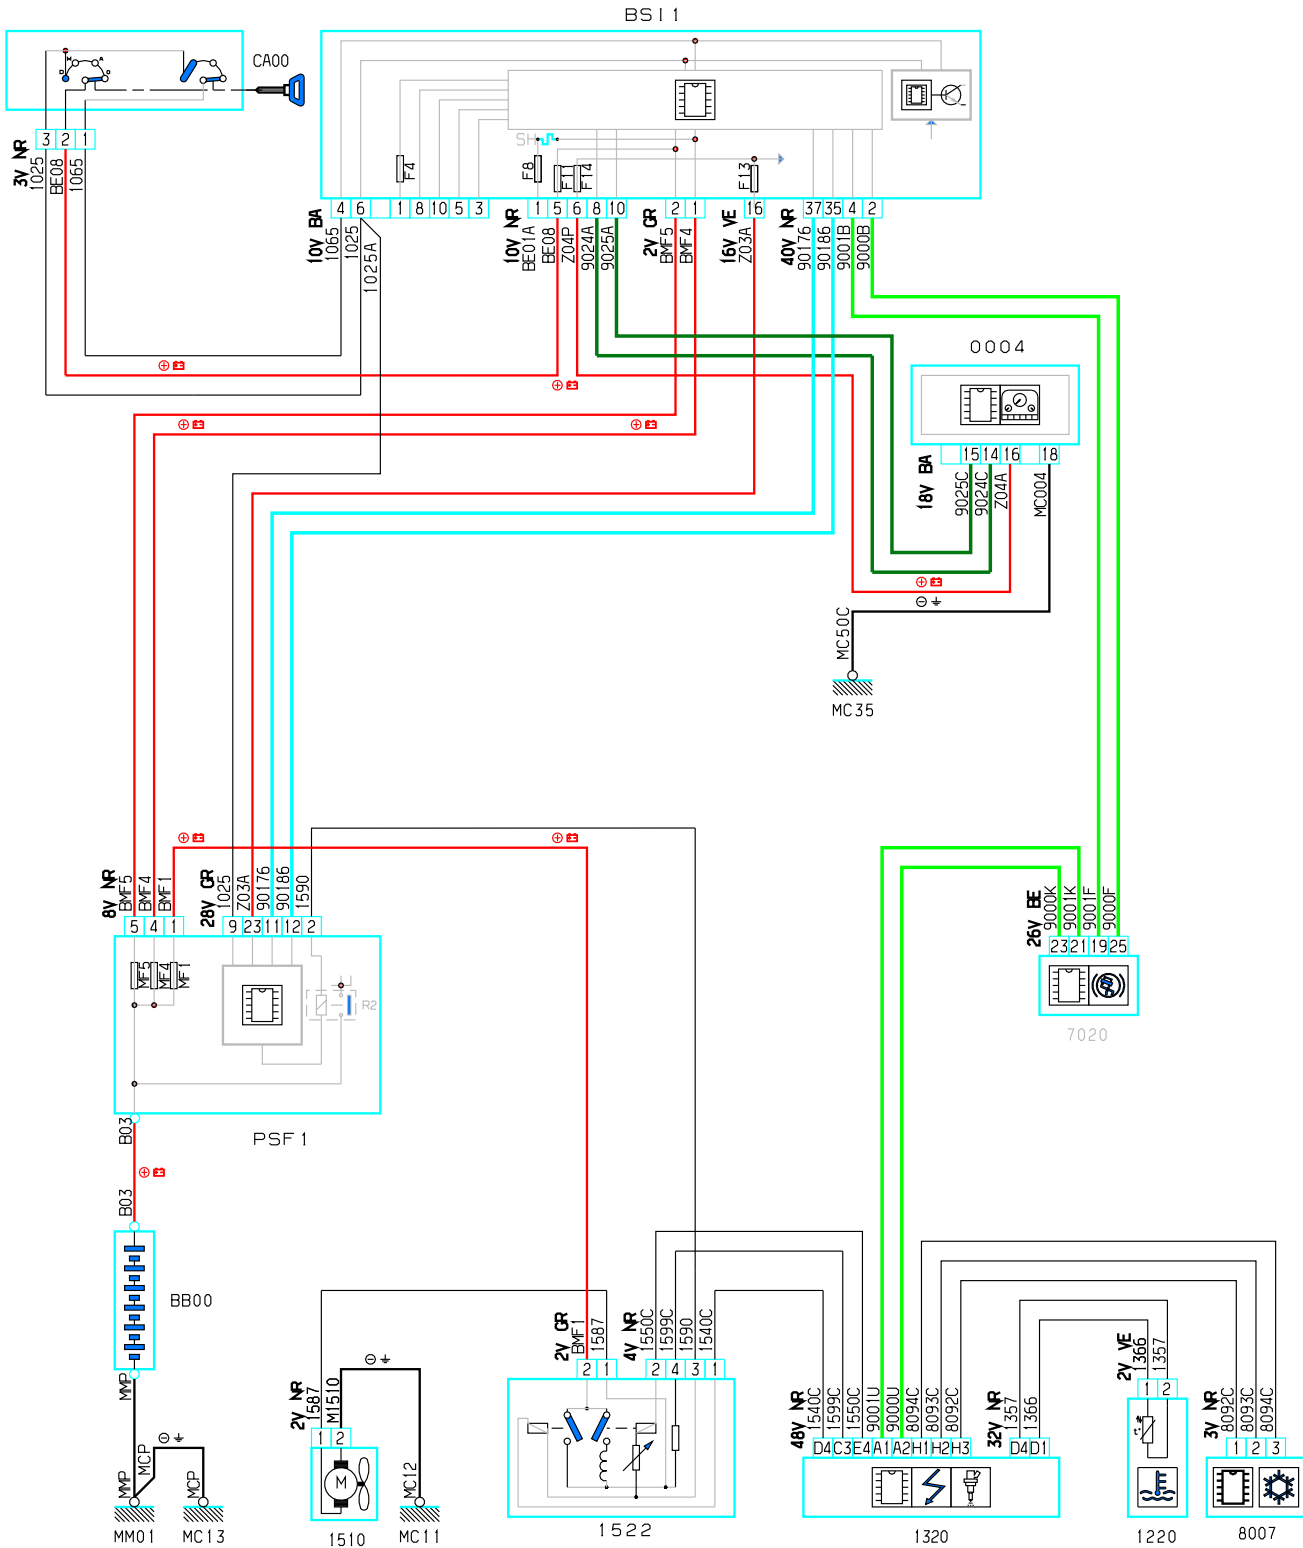 BSI1
CA00
H A
D O
3 2 1
3V NR
1025
BE08
1065
SH
F4
F8
F11
F14
F13
4 6 1 8 10 5 3
1 5 6 8 10
2 1
16
37 35 4 2
10V BA
1065
1025
1025A
10V NR
BE01A
BE08
Z04P
9024A
9025A
2V GR
BMF5
BMF4
16V VE
Z03A
40V NR
90176
90186
9001B
9000B
0004
15 14 16 18
18V BA
9025C
9024C
Z04A
MC004
MC50C
MC35
8V NR
BMF5
BMF4
BMF1
28V GR
1025
Z03A
90176
90186
1590
5 4 1
9 23 11 12 2
MF5
MF4
MF1
R2
PSF1
26V BE
9000K
9001K
9001F
9000F
23 21 19 25
7020
B03
B03
BB00
MMP
MMP
MCP
MCP
MM01
MC13
2V NR
1587
M1510
1 2
M
1510
MC12
MC11
2V GR
BMF1
1587
4V NR
1550C
1599C
1590
1540C
2 1
2 4 3 1
1522
48V NR
1540C
1599C
1550C
9001U
9000U
8094C
8093C
8092C
32V NR
1357
1366
D4 C3 E4 A1 A2 H1 H2 H3
D4 D1
1320
2V VE
1366
1357
1 2
t°
1220
3V NR
8092C
8093C
8094C
1 2 3
8007